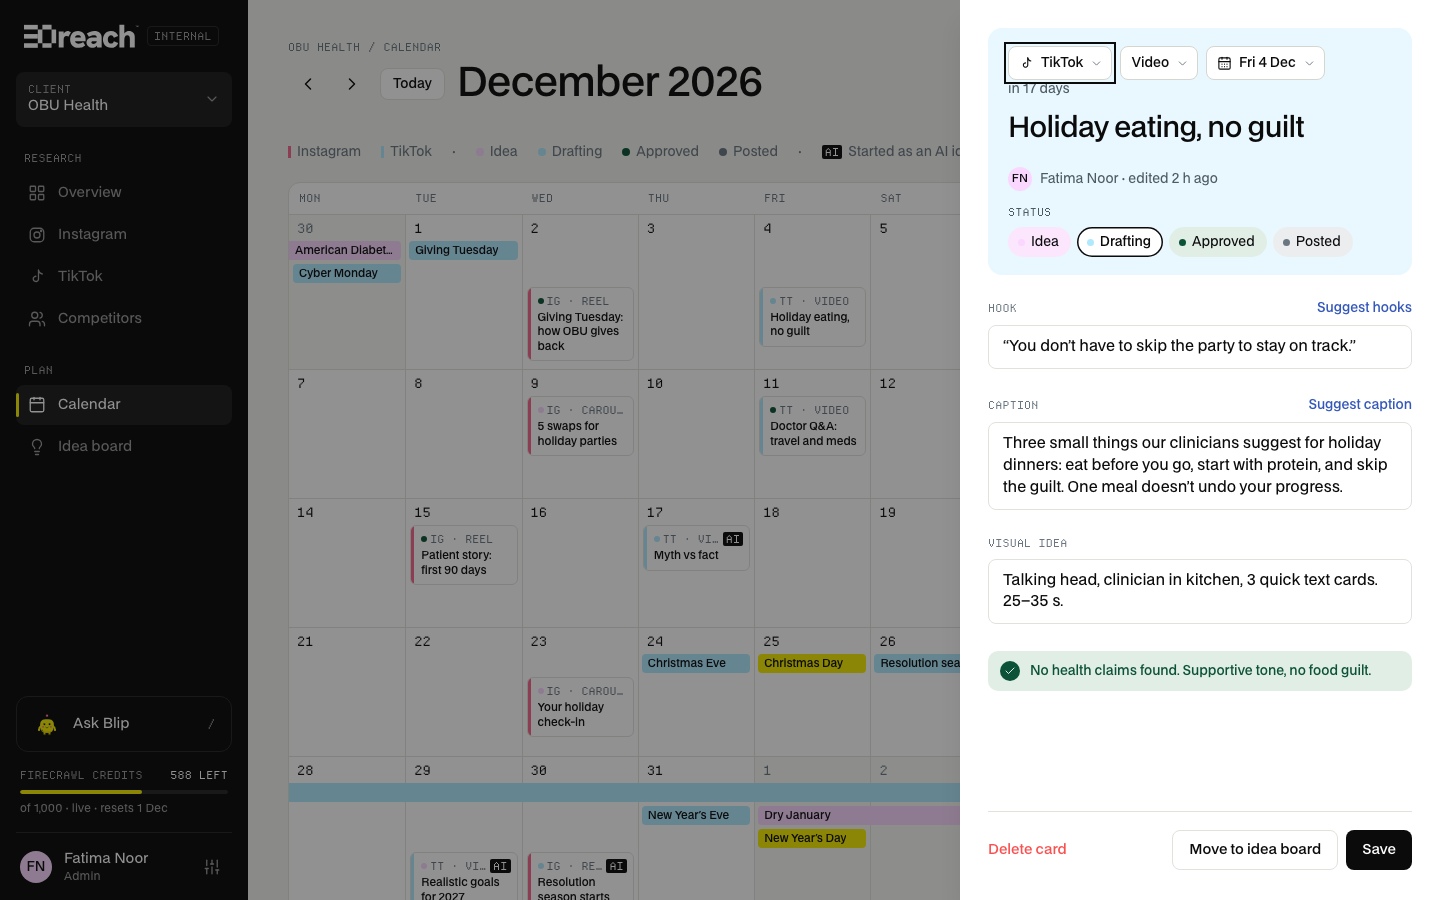 reach
INTERNAL
CLIENT
OBU Health
RESEARCH
Overview
Instagram
TikTok
Competitors
PLAN
Calendar
Idea board
Ask Blip
/
FIRECRAWL CREDITS 588 LEFT
of 1,000 · live · resets 1 Dec
FN
Fatima Noor
Admin
OBU HEALTH / CALENDAR
Today
December 2026
Instagram TikTok · Idea Drafting Approved Posted · AI Started as an AI
MON TUE WED THU FRI SAT
30 1 2 3 4 5
American Diabet... Giving Tuesday
Cyber Monday
IG · REEL
Giving Tuesday:
how OBU gives
back
TT · VIDEO
Holiday eating,
no guilt
7 8 9 10 11 12
IG · CAROU...
5 swaps for
holiday parties
TT · VIDEO
Doctor Q&A:
travel and meds
14 15 16 17 18 19
IG · REEL
Patient story:
first 90 days
TT · VI... AI
Myth vs fact
21 22 23 24 25 26
Christmas Eve Christmas Day Resolution sea
IG · CAROU...
Your holiday
check-in
28 29 30 31 1 2
New Year's Eve Dry January
New Year's Day
TT · VI... AI
Realistic goals
for 2027
IG · RE... AI
Resolution
season starts
TikTok
Video
Fri 4 Dec
in 17 days
Holiday eating, no guilt
FN Fatima Noor · edited 2 h ago
STATUS
Idea Drafting Approved Posted
HOOK Suggest hooks
“You don’t have to skip the party to stay on track.”
CAPTION Suggest caption
Three small things our clinicians suggest for holiday
dinners: eat before you go, start with protein, and skip
the guilt. One meal doesn’t undo your progress.
VISUAL IDEA
Talking head, clinician in kitchen, 3 quick text cards.
25–35 s.
No health claims found. Supportive tone, no food guilt.
Delete card
Move to idea board
Save